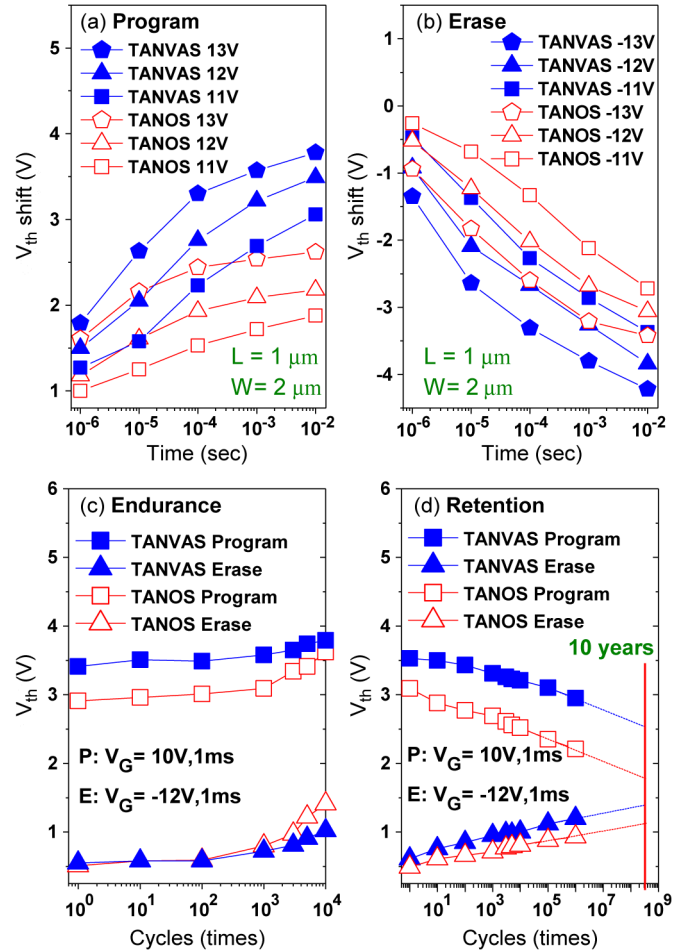 (a) Program
TANVAS 13V
TANVAS 12V
TANVAS 11V
TANOS 13V
TANOS 12V
TANOS 11V
L = 1 μm
W= 2 μm
5
4
3
2
1
10⁻⁶ 10⁻⁵ 10⁻⁴ 10⁻³ 10⁻²
Vth shift (V)
Time (sec)
(b) Erase
TANVAS -13V
TANVAS -12V
TANVAS -11V
TANOS -13V
TANOS -12V
TANOS -11V
L = 1 μm
W= 2 μm
0
-1
-2
-3
-4
10⁻⁶ 10⁻⁵ 10⁻⁴ 10⁻³ 10⁻²
Vth shift (V)
Time (sec)
(c) Endurance
TANVAS Program
TANVAS Erase
TANOS Program
TANOS Erase
P: VG= 10V,1ms
E: VG= -12V,1ms
6
5
4
3
2
1
10⁰ 10¹ 10² 10³ 10⁴
Vth (V)
Cycles (times)
(d) Retention
TANVAS Program
TANVAS Erase
TANOS Program
TANOS Erase
10 years
P: VG= 10V,1ms
E: VG= -12V,1ms
6
5
4
3
2
1
10¹ 10² 10³ 10⁴ 10⁵ 10⁶ 10⁷ 10⁸ 10⁹
Vth (V)
Cycles (times)